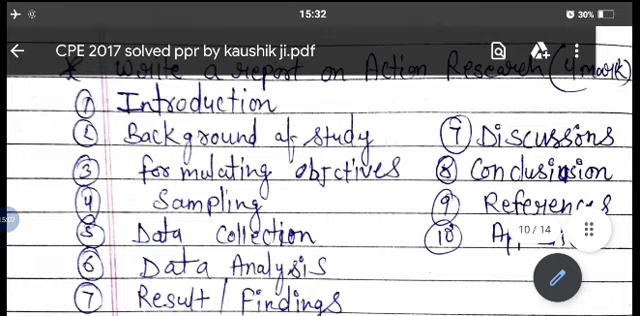 15:32
30%
CPE 2017 solved ppr by kaushik ji.pdf
* Write a report on Action Research (4 mark)
① Introduction
② Background of study
③ formulating objectives
④ Sampling
⑤ Data Collection
⑥ Data Analysis
⑦ Result / Findings
⑦ Discussions
⑧ Conclusion
⑨ References
⑩
10 / 14